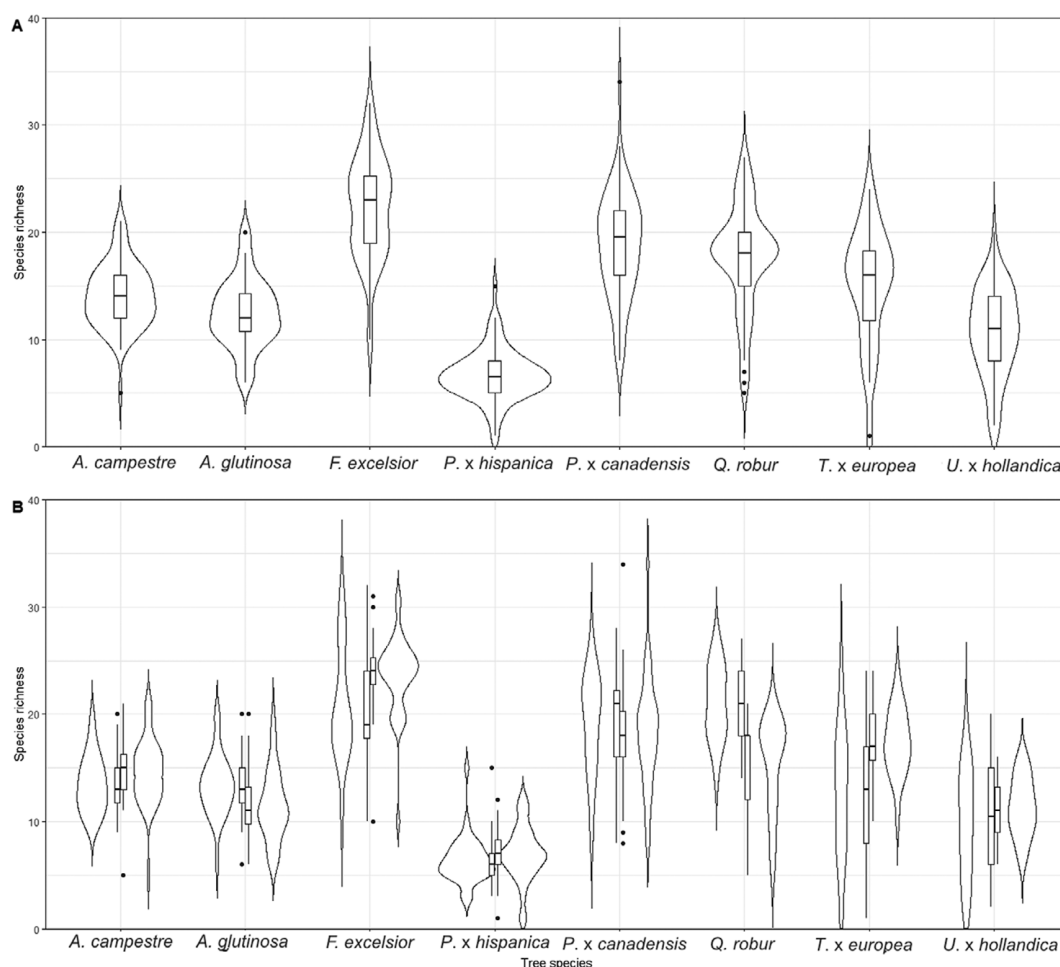 A
40
30
20
10
0
Species richness
A. campestre A. glutinosa F. excelsior P. x hispanica P. x canadensis Q. robur T. x europea U. x hollandica
B
40
30
20
10
0
Species richness
A. campestre A. glutinosa F. excelsior P. x hispanica P. x canadensis Q. robur T. x europea U. x hollandica
Tree species